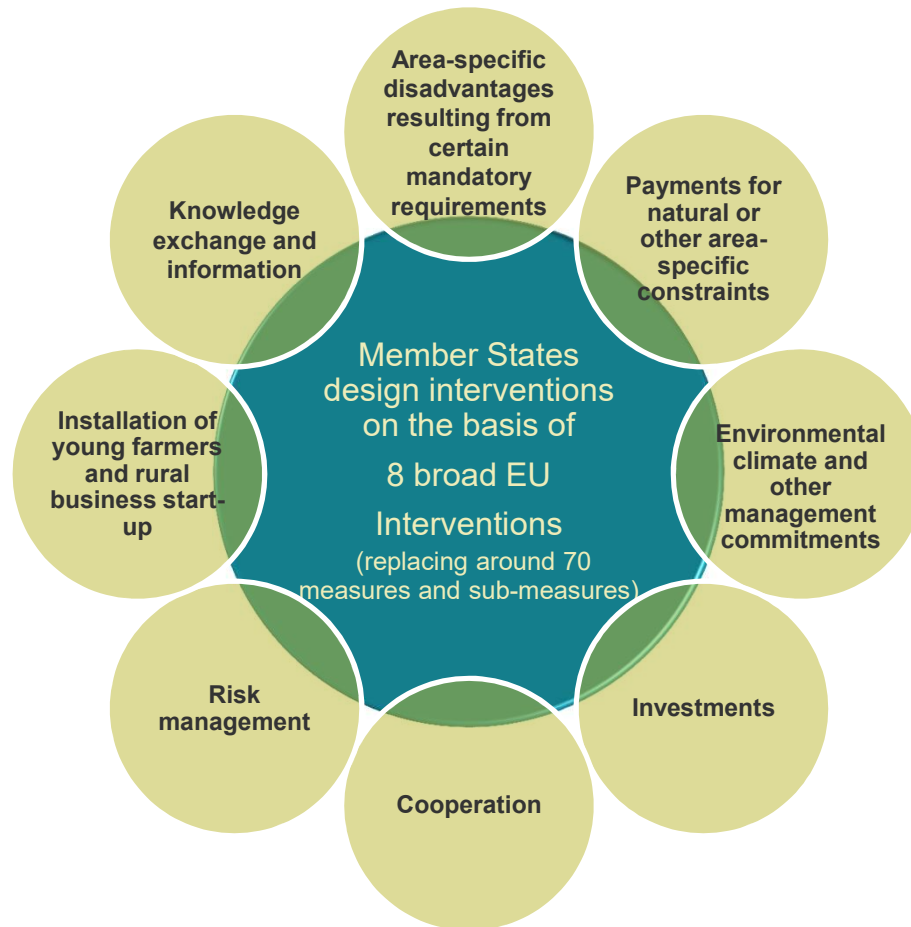 Area-specific
disadvantages
resulting from
certain
mandatory
requirements
Payments for
natural or
other area-
specific
constraints
Environmental
climate and
other
management
commitments
Investments
Cooperation
Risk
management
Installation of
young farmers
and rural
business start-
up
Knowledge
exchange and
information
Member States
design interventions
on the basis of
8 broad EU
Interventions
(replacing around 70
measures and sub-measures)